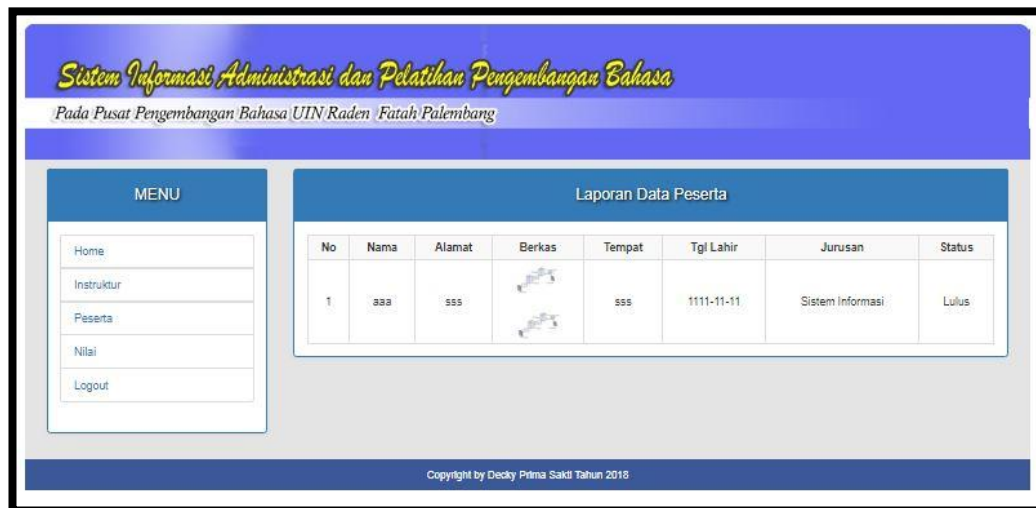 Sistem Informasi Administrasi dan Pelatihan Pengembangan Bahasa
Pada Pusat Pengembangan Bahasa UIN Raden Fatah Palembang
MENU
Home
Instruktur
Peserta
Nilai
Logout
Laporan Data Peserta
No Nama Alamat Berkas Tempat Tgl Lahir Jurusan Status
1 aaa sss sss 1111-11-11 Sistem Informasi Lulus
Copyright by Decky Prima Sakti Tahun 2018